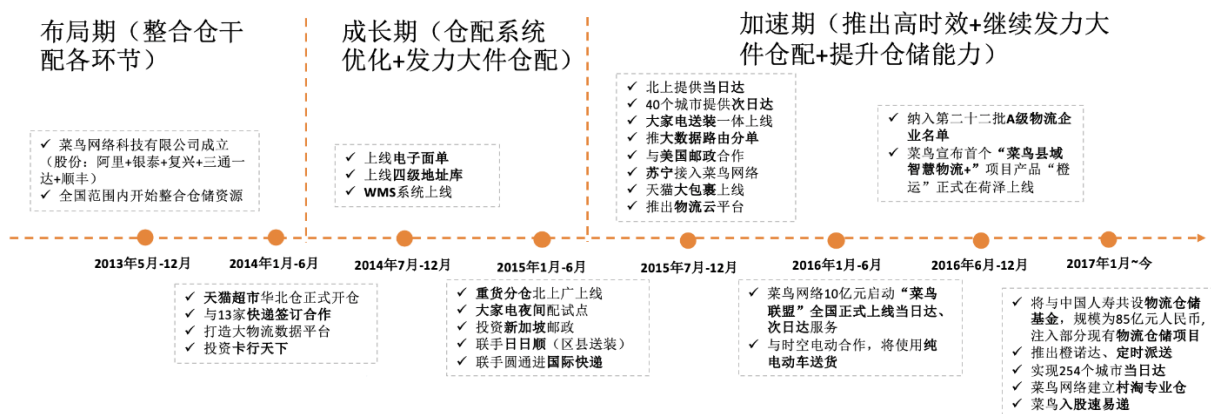 布局期（整合仓干
配各环节）
成长期（仓配系统
优化+发力大件仓配）
加速期（推出高时效+继续发力大
件仓配+提升仓储能力）
✓ 菜鸟网络科技有限公司成立
（股份：阿里+银泰+复兴+三通一
达+顺丰）
✓ 全国范围内开始整合仓储资源
✓ 上线电子面单
✓ 上线四级地址库
✓ WMS系统上线
✓ 北上提供当日达
✓ 40个城市提供次日达
✓ 大家电送装一体上线
✓ 推大数据路由分单
✓ 与美国邮政合作
✓ 苏宁接入菜鸟网络
✓ 天猫大包裹上线
✓ 推出物流云平台
✓ 纳入第二十二批A级物流企
业名单
✓ 菜鸟宣布首个“菜鸟县域
智慧物流+”项目产品“橙
运”正式在荷泽上线
2013年5月-12月
2014年1月-6月
2014年7月-12月
2015年1月-6月
2015年7月-12月
2016年1月-6月
2016年6月-12月
2017年1月~今
✓ 天猫超市华北仓正式开仓
✓ 与13家快递签订合作
✓ 打造大物流数据平台
✓ 投资卡行天下
✓ 重货分仓北上广上线
✓ 大家电夜间配试点
✓ 投资新加坡邮政
✓ 联手日日顺（区县送装）
✓ 联手圆通进国际快递
✓ 菜鸟网络10亿元启动“菜鸟
联盟”全国正式上线当日达、
次日达服务
✓ 与时空电动合作，将使用纯
电动车送货
✓ 将与中国人寿共设物流仓储
基金，规模为85亿元人民币，
注入部分现有物流仓储项目
✓ 推出橙诺达、定时派送
✓ 实现254个城市当日达
✓ 菜鸟网络建立村淘专业仓
✓ 菜鸟入股速易递